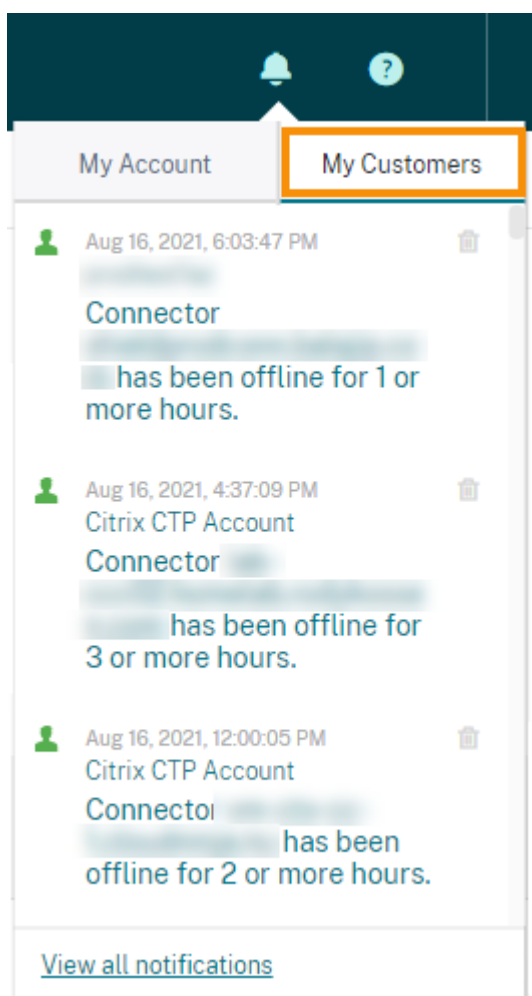 ?
My Account
My Customers
Aug 16, 2021, 6:03:47 PM
Connector
has been offline for 1 or
more hours.
Aug 16, 2021, 4:37:09 PM
Citrix CTP Account
Connector
has been offline for
3 or more hours.
Aug 16, 2021, 12:00:05 PM
Citrix CTP Account
Connector
has been
offline for 2 or more hours.
View all notifications